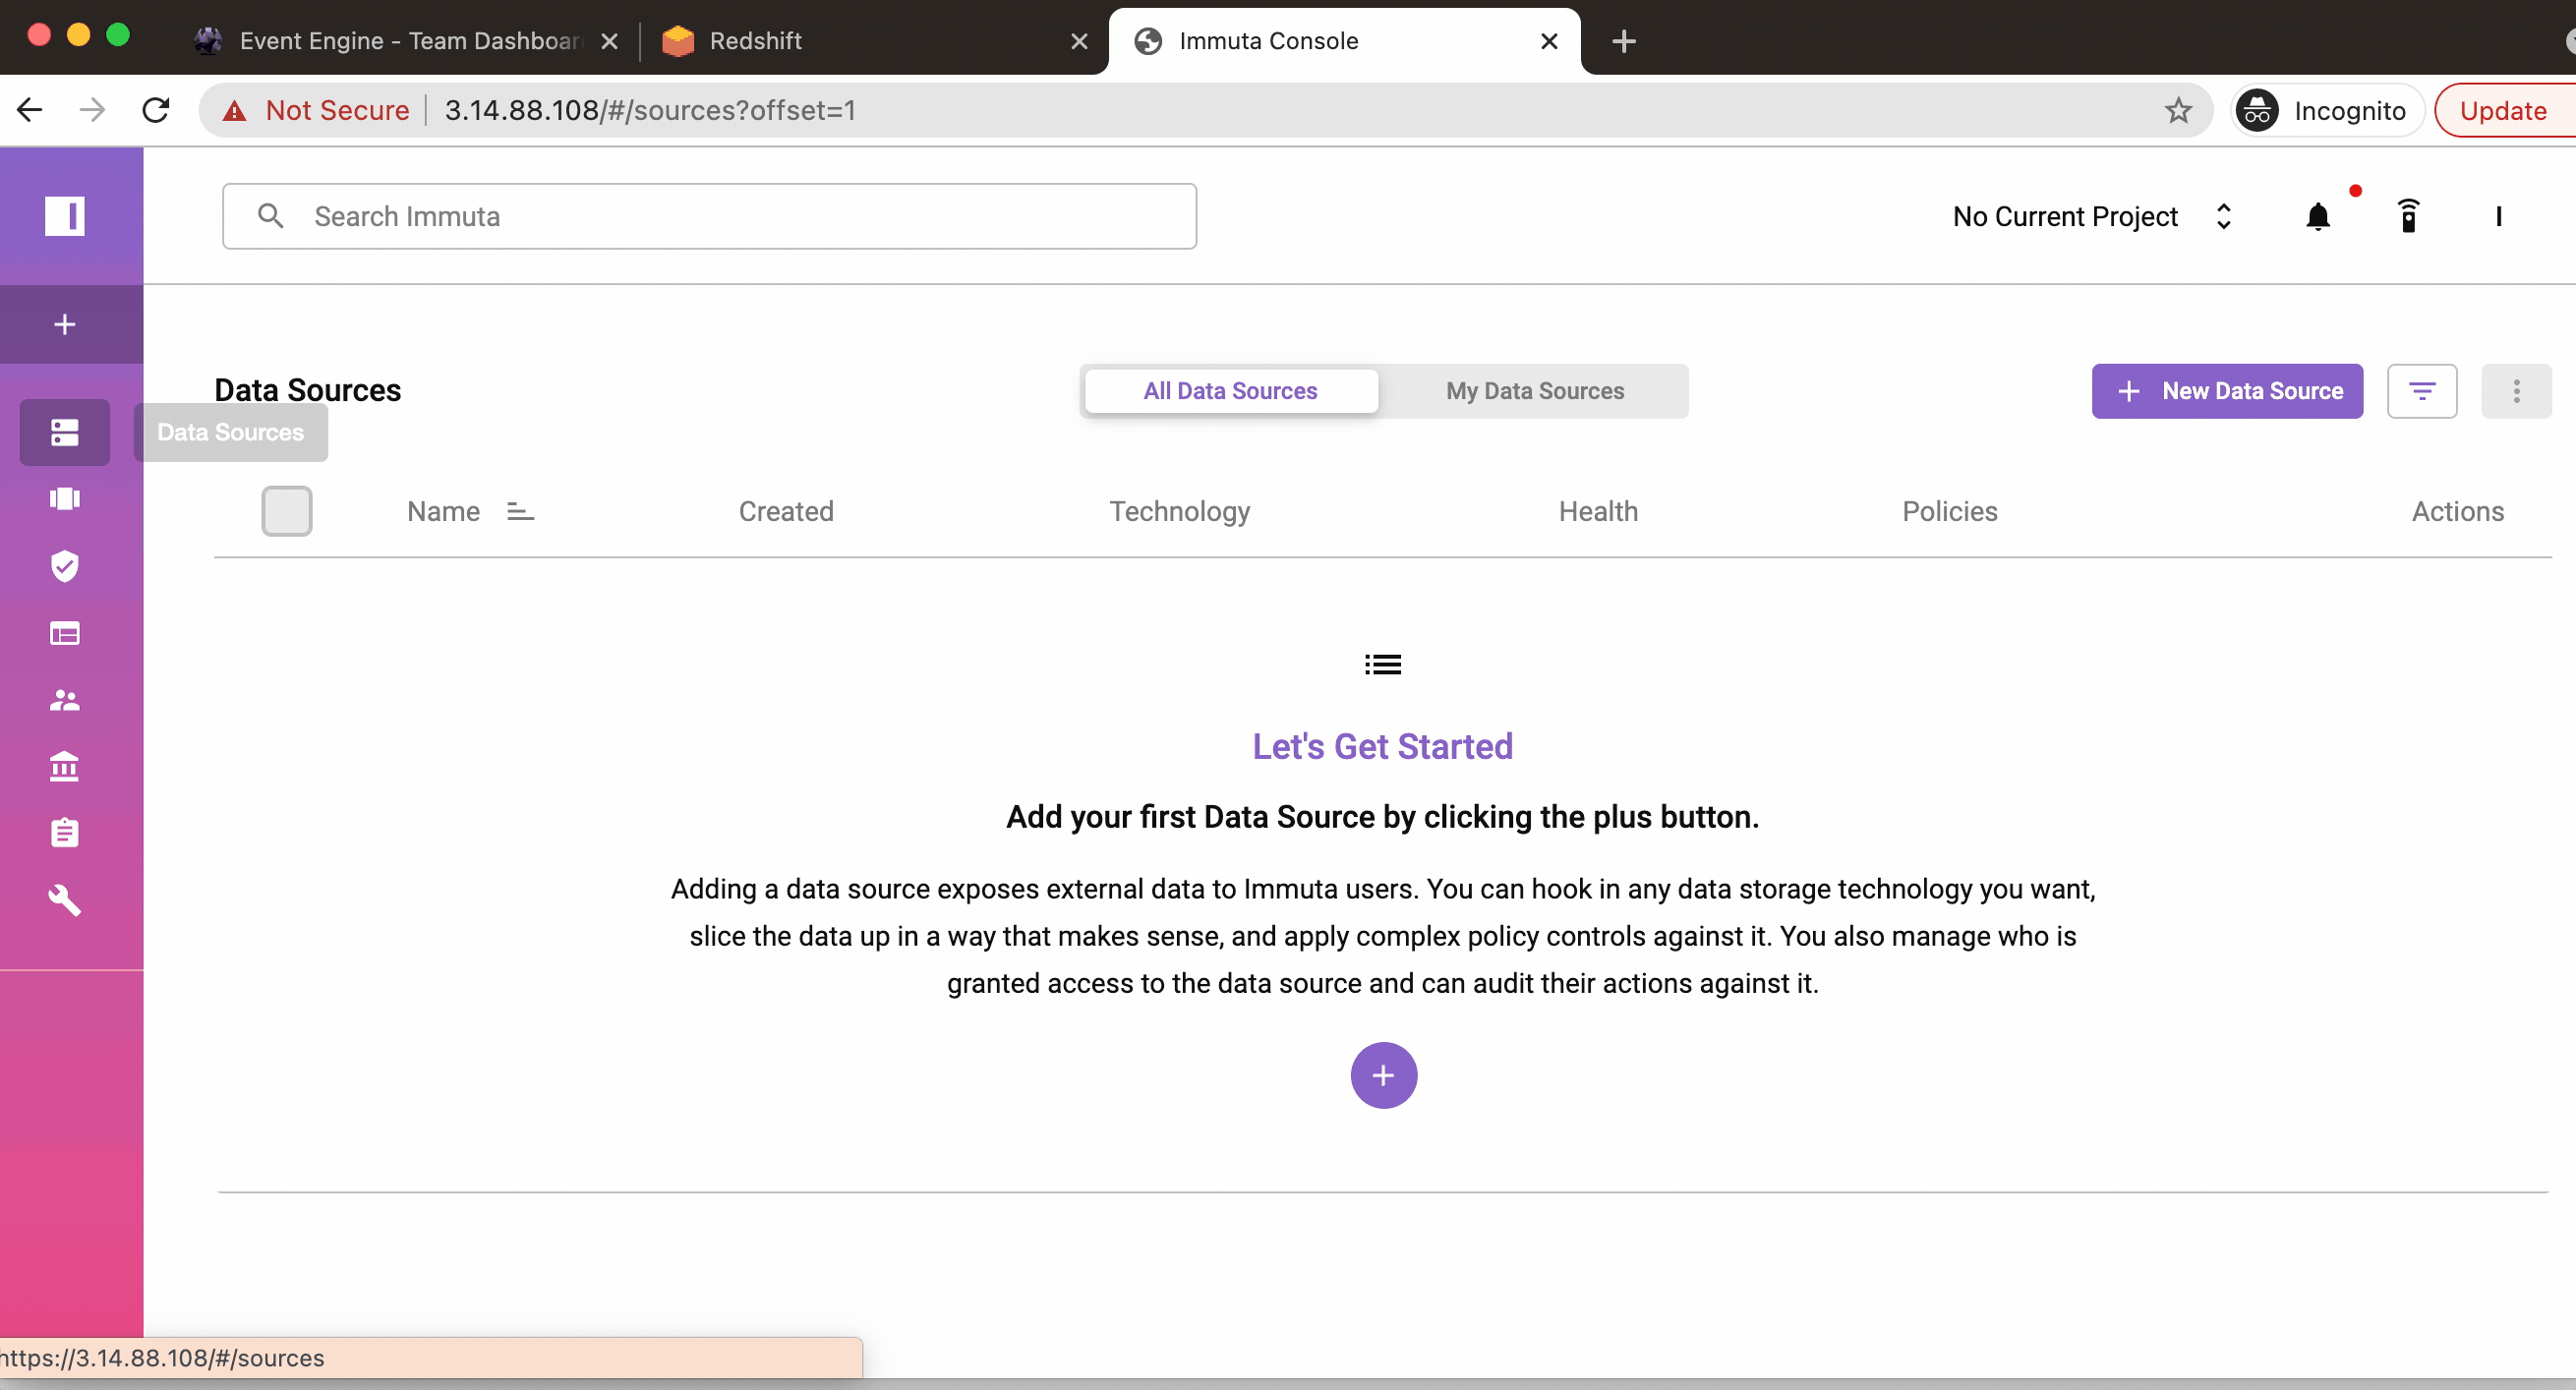 Event Engine - Team Dashboar
Redshift
Immuta Console
Not Secure
3.14.88.108/#/sources?offset=1
Incognito
Update
Search Immuta
No Current Project
I
Data Sources
All Data Sources
My Data Sources
New Data Source
Data Sources
Name
Created
Technology
Health
Policies
Actions
Let's Get Started
Add your first Data Source by clicking the plus button.
Adding a data source exposes external data to Immuta users. You can hook in any data storage technology you want,
slice the data up in a way that makes sense, and apply complex policy controls against it. You also manage who is
granted access to the data source and can audit their actions against it.
https://3.14.88.108/#/sources